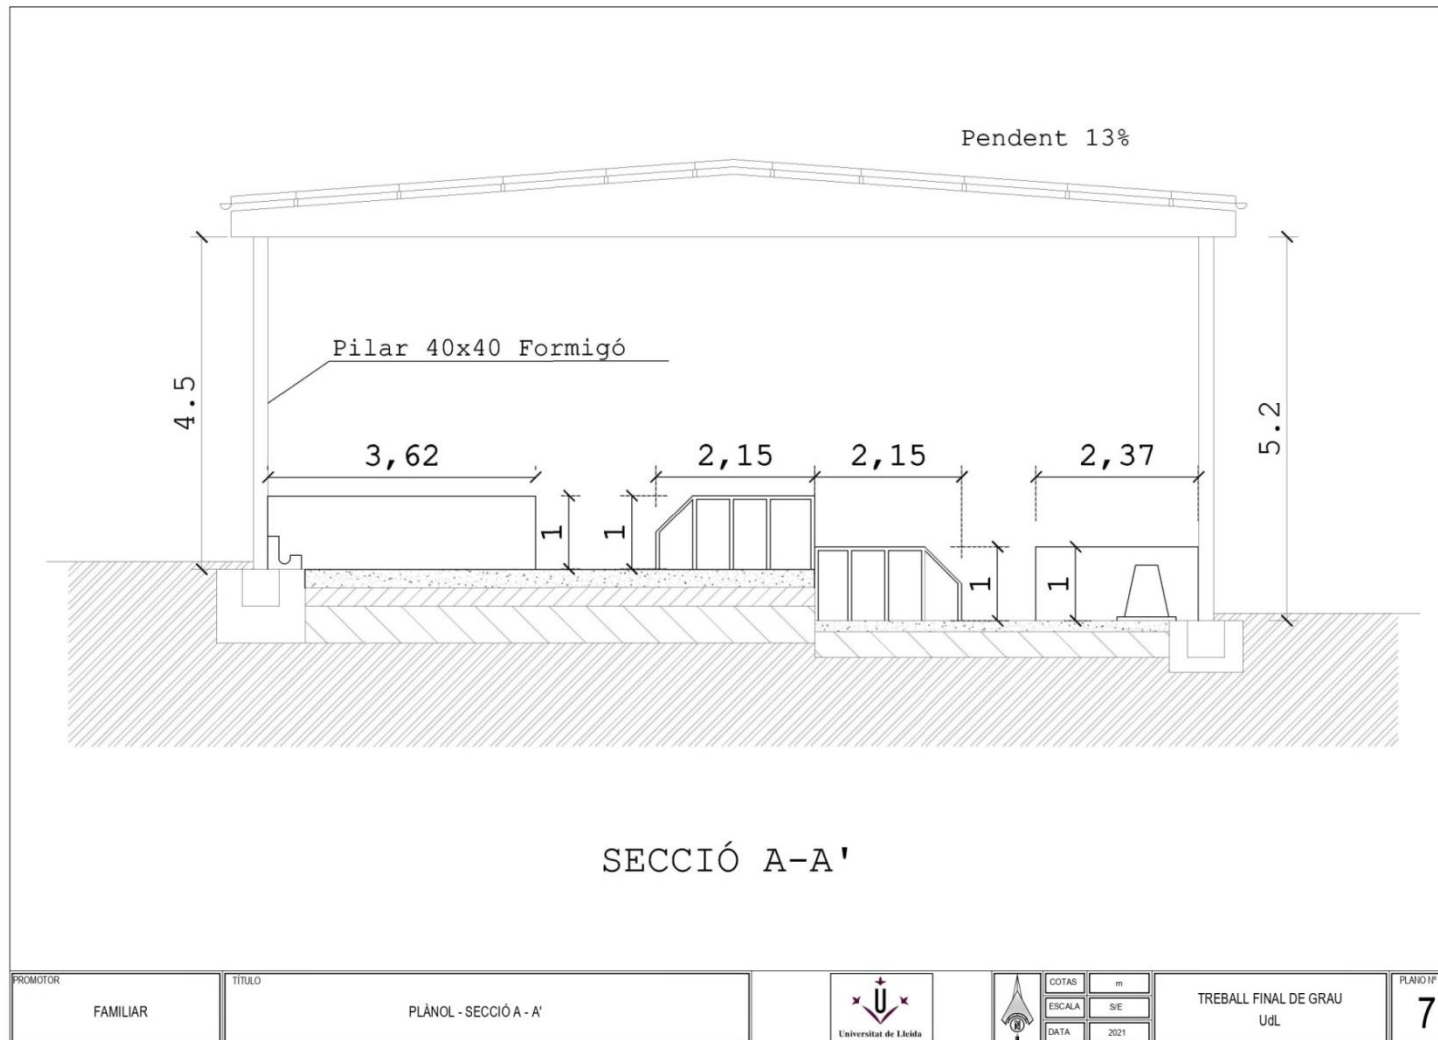 Pendent 13%
Pilar 40x40 Formigó
4.5
5.2
3,62
2,15
2,15
2,37
1
1
1
1
SECCIÓ A-A'
PROMOTOR
FAMILIAR
TÍTULO
PLÀNOL - SECCIÓ A - A'
U
Universitat de Lleida
N
COTAS
m
ESCALA
S/E
DATA
2021
TREBALL FINAL DE GRAU
UdL
PLANO Nº
7